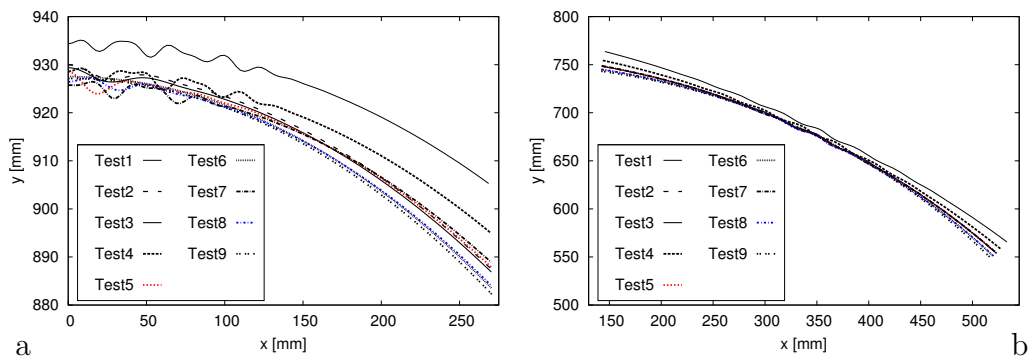 940
930
920
910
900
890
880
y [mm]
Test1 Test6
Test2 Test7
Test3 Test8
Test4 Test9
Test5
0 50 100 150 200 250
x [mm]
a
800
750
700
650
600
550
500
y [mm]
Test1 Test6
Test2 Test7
Test3 Test8
Test4 Test9
Test5
150 200 250 300 350 400 450 500
x [mm]
b